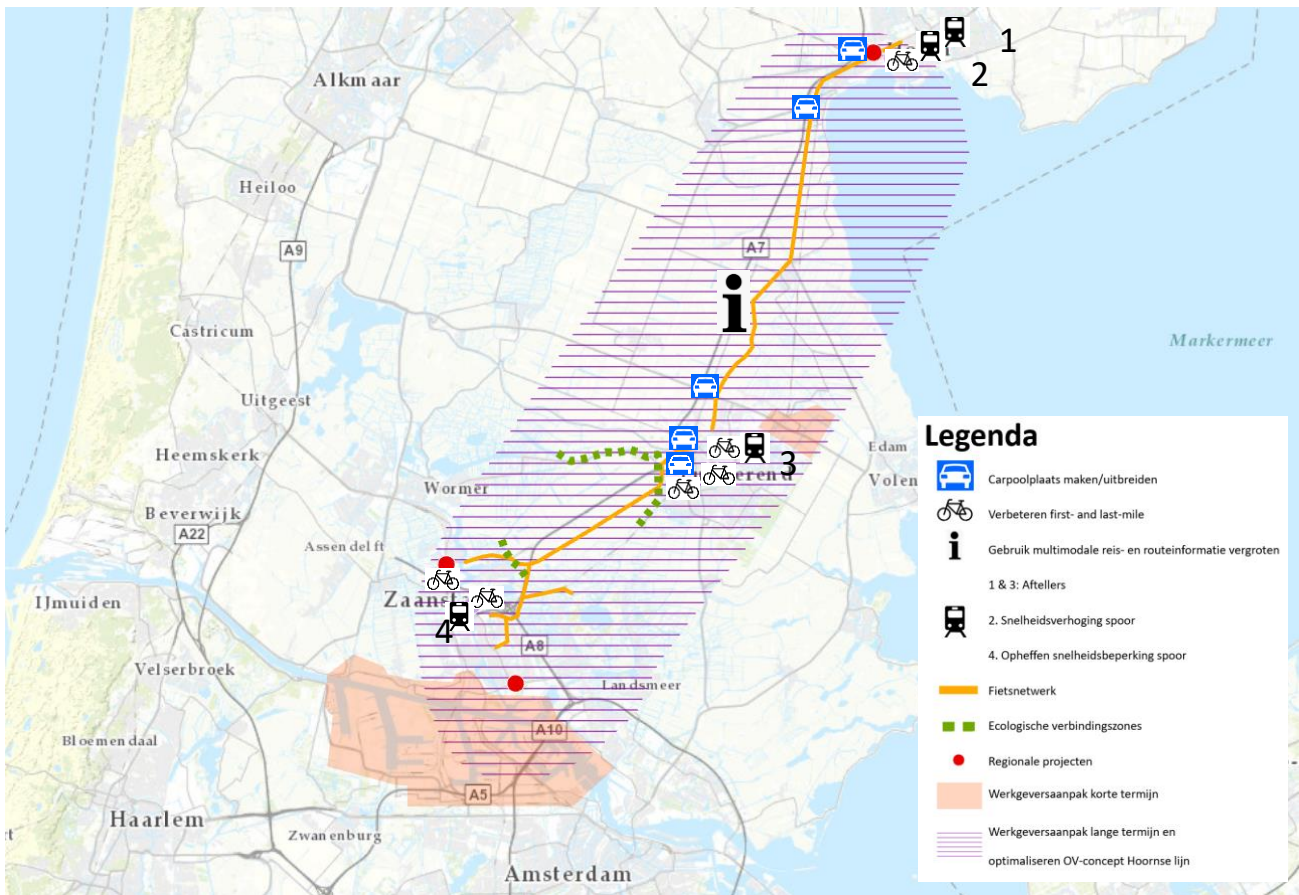 Alkmaar
1
2
Heiloo
A9
A7
Castricum
Markermeer
Uitgeest
Heemskerk
Wormer
3
Edam
Beverwijk
A22
Assendelft
IJmuiden
4
A8
Velserbroek
Landsmeer
Bloemendaal
A10
A5
Haarlem
Zwanenburg
Amsterdam
Legenda
Carpoolplaats maken/uitbreiden
Verbeteren first- and last-mile
i
Gebruik multimodale reis- en routeinformatie vergroten
1 & 3: Aftellers
2. Snelheidsverhoging spoor
4. Opheffen snelheidsbeperking spoor
Fietsnetwerk
Ecologische verbindingszones
Regionale projecten
Werkgeversaanpak korte termijn
Werkgeversaanpak lange termijn en
optimaliseren OV-concept Hoornse lijn